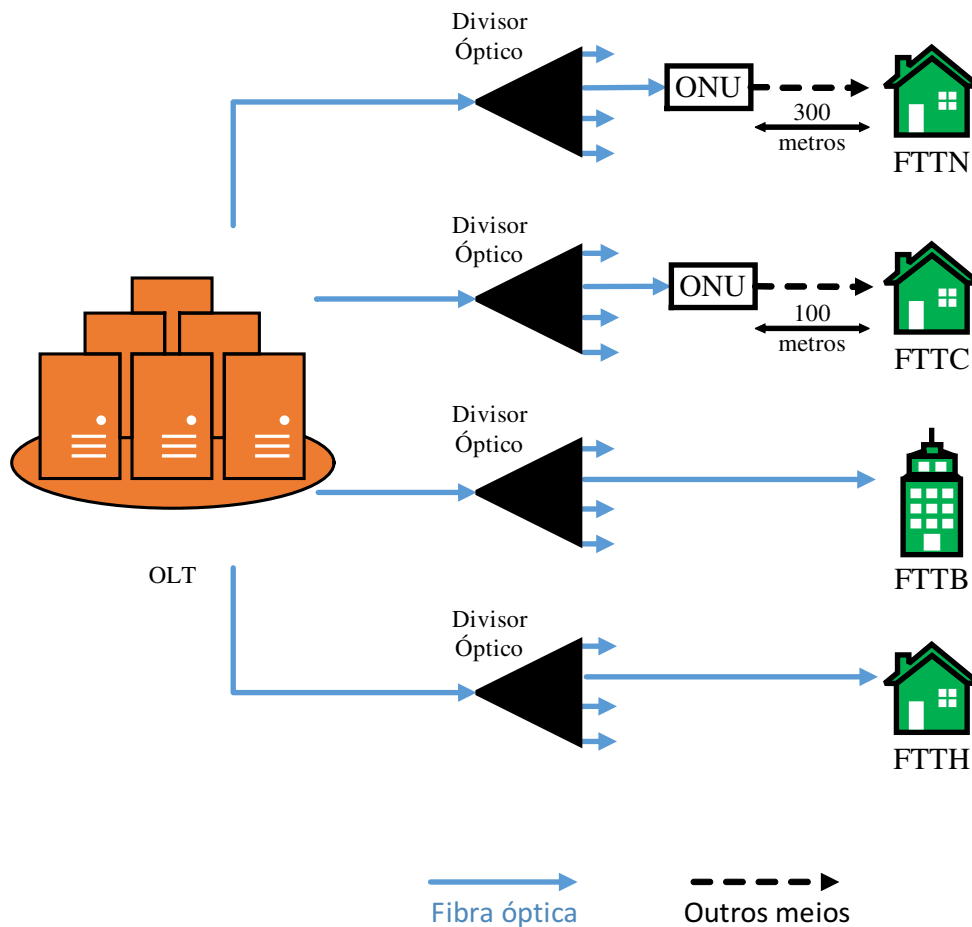 Divisor
Óptico
ONU
300
metros
FTTN
Divisor
Óptico
ONU
100
metros
FTTC
Divisor
Óptico
FTTB
OLT
Divisor
Óptico
FTTH
Fibra óptica
Outros meios